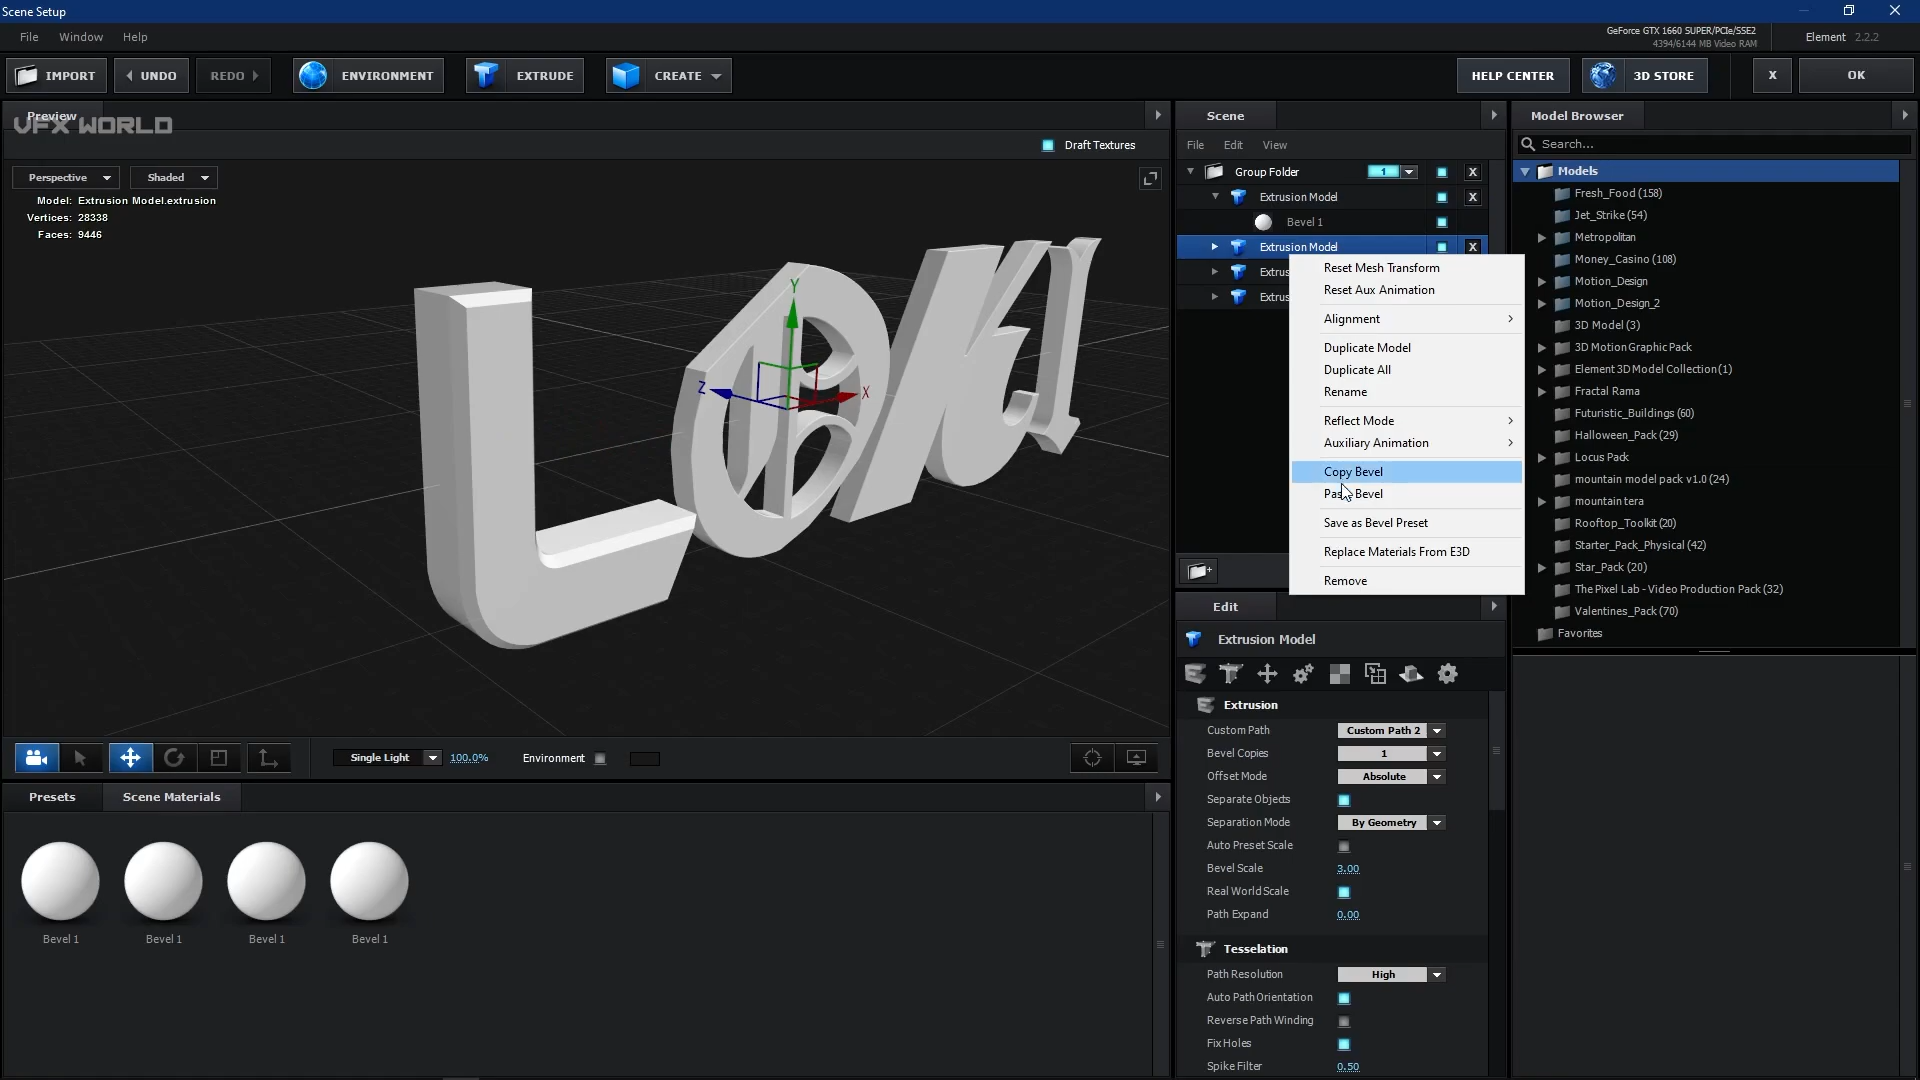 Scene Setup
File Window Help
GeForce GTX 1660 SUPER/PCIe/SSE2
4394/6144 MB Video RAM
Element 2.2.2
IMPORT
UNDO
REDO
ENVIRONMENT
EXTRUDE
CREATE
HELP CENTER
3D STORE
X
OK
Preview
VFX WORLD
Draft Textures
Perspective
Shaded
Model: Extrusion Model.extrusion
Vertices: 28338
Faces: 9446
LOKI
Y
Z
X
Single Light
100.0%
Environment
Presets
Scene Materials
Bevel 1
Bevel 1
Bevel 1
Bevel 1
Scene
File Edit View
Group Folder 1 X
Extrusion Model X
Bevel 1
Extrusion Model X
Extrus
Extrus
Reset Mesh Transform
Reset Aux Animation
Alignment
Duplicate Model
Duplicate All
Rename
Reflect Mode
Auxiliary Animation
Copy Bevel
Paste Bevel
Save as Bevel Preset
Replace Materials From E3D
Remove
Edit
Extrusion Model
Extrusion
Custom Path Custom Path 2
Bevel Copies 1
Offset Mode Absolute
Separate Objects
Separation Mode By Geometry
Auto Preset Scale
Bevel Scale 3.00
Real World Scale
Path Expand 0.00
Tesselation
Path Resolution High
Auto Path Orientation
Reverse Path Winding
Fix Holes
Spike Filter 0.50
Model Browser
Search...
Models
Fresh_Food (158)
Jet_Strike (54)
Metropolitan
Money_Casino (108)
Motion_Design
Motion_Design_2
3D Model (3)
3D Motion Graphic Pack
Element 3D Model Collection (1)
Fractal Rama
Futuristic_Buildings (60)
Halloween_Pack (29)
Locus Pack
mountain model pack v1.0 (24)
mountain tera
Rooftop_Toolkit (20)
Starter_Pack_Physical (42)
Star_Pack (20)
The Pixel Lab - Video Production Pack (32)
Valentines_Pack (70)
Favorites